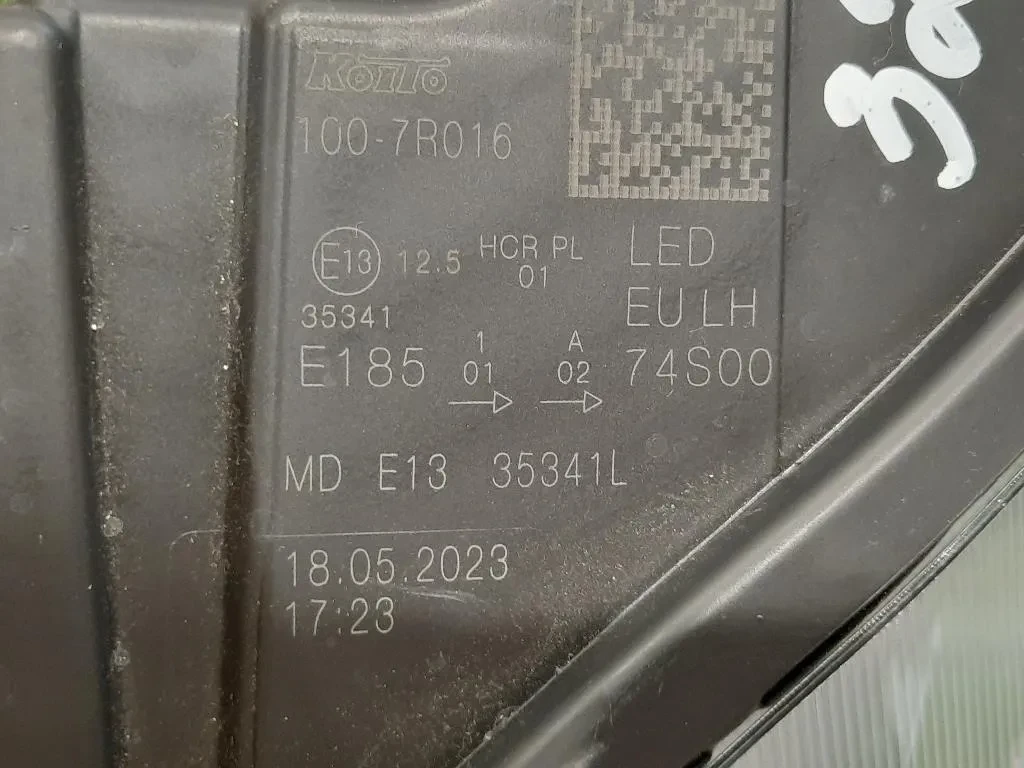 KOITO
100-7R016
E13 12.5 HCR PL LED
01
35341 EU LH
E185 1 A 74S00
01 02
MD E13 35341L
18.05.2023
17:23